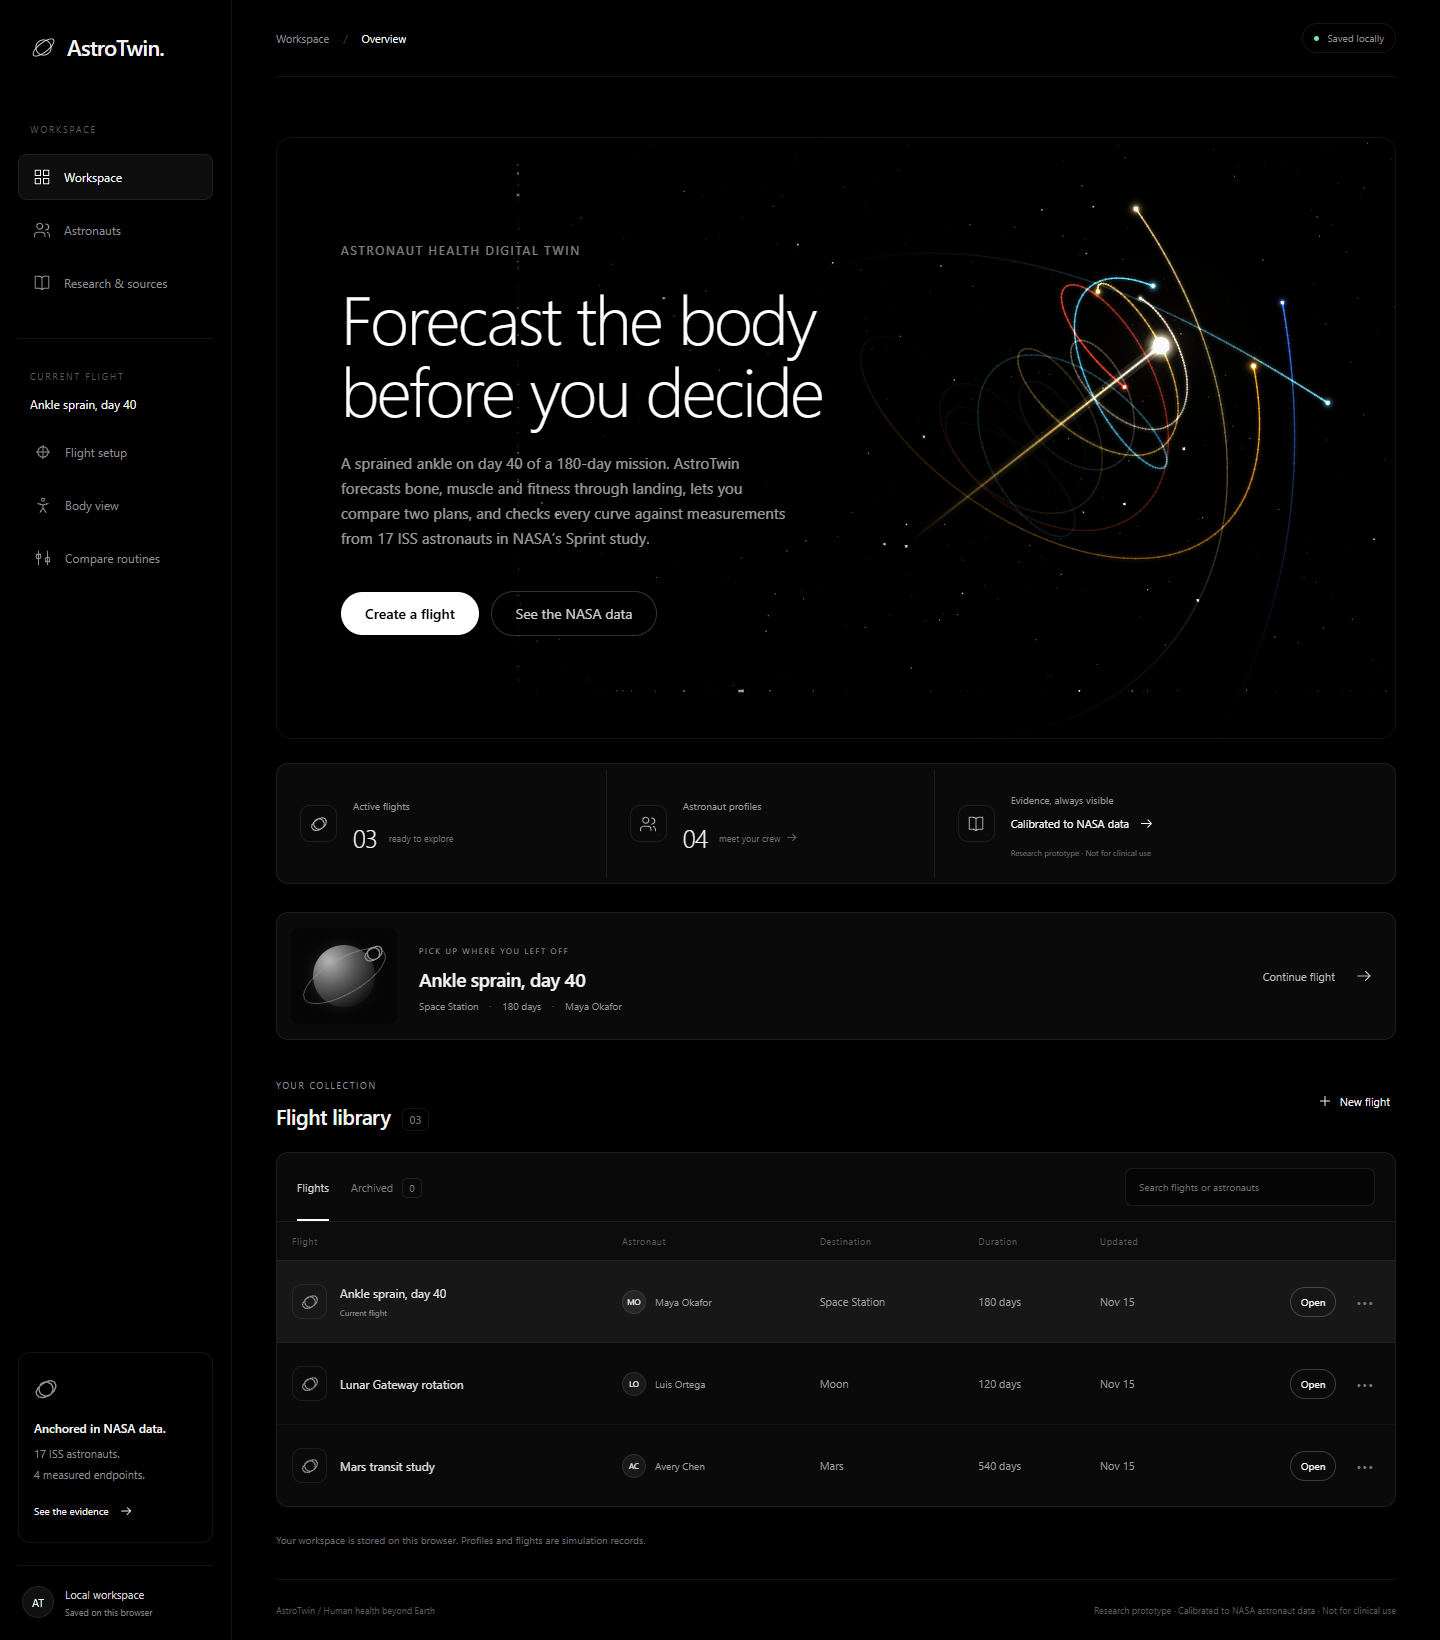 AstroTwin.
WORKSPACE
Workspace
Astronauts
Research & sources
CURRENT FLIGHT
Ankle sprain, day 40
Flight setup
Body view
Compare routines
Anchored in NASA data.
17 ISS astronauts.
4 measured endpoints.
See the evidence →
AT
Local workspace
Saved on this browser
Workspace / Overview
Saved locally
ASTRONAUT HEALTH DIGITAL TWIN
Forecast the body
before you decide
A sprained ankle on day 40 of a 180-day mission. AstroTwin
forecasts bone, muscle and fitness through landing, lets you
compare two plans, and checks every curve against measurements
from 17 ISS astronauts in NASA's Sprint study.
Create a flight
See the NASA data
Active flights
03 ready to explore
Astronaut profiles
04 meet your crew →
Evidence, always visible
Calibrated to NASA data →
Research prototype · Not for clinical use
PICK UP WHERE YOU LEFT OFF
Ankle sprain, day 40
Space Station · 180 days · Maya Okafor
Continue flight →
YOUR COLLECTION
Flight library 03
+ New flight
Flights
Archived 0
Search flights or astronauts
Flight Astronaut Destination Duration Updated
Ankle sprain, day 40
Current flight
MO Maya Okafor Space Station 180 days Nov 15 Open ...
Lunar Gateway rotation LO Luis Ortega Moon 120 days Nov 15 Open ...
Mars transit study AC Avery Chen Mars 540 days Nov 15 Open ...
Your workspace is stored on this browser. Profiles and flights are simulation records.
AstroTwin / Human health beyond Earth
Research prototype · Calibrated to NASA astronaut data · Not for clinical use